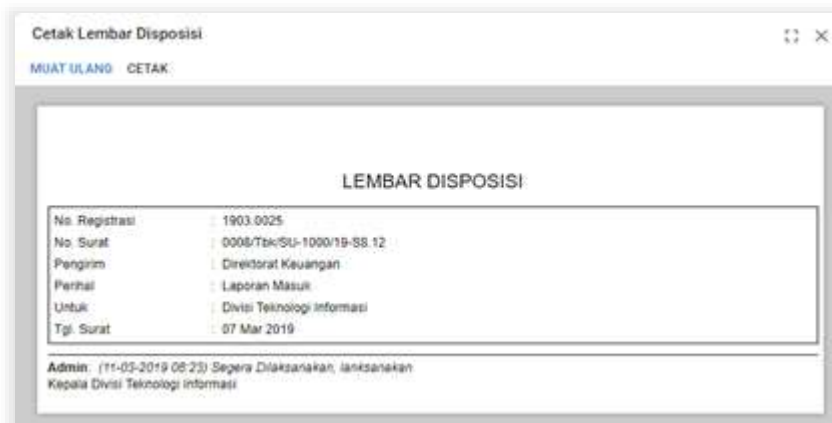 Cetak Lembar Disposisi
MUAT ULANG CETAK
LEMBAR DISPOSISI
No. Registrasi : 1903.0025
No. Surat : 0008/Tbk/SU-1000/19-S8.12
Pengirim : Direktorat Keuangan
Perihal : Laporan Masuk
Untuk : Divisi Teknologi Informasi
Tgl. Surat : 07 Mar 2019
Admin: (11-03-2019 08:23) Segera Dilaksanakan, lanksanakan
Kepala Divisi Teknologi Informasi